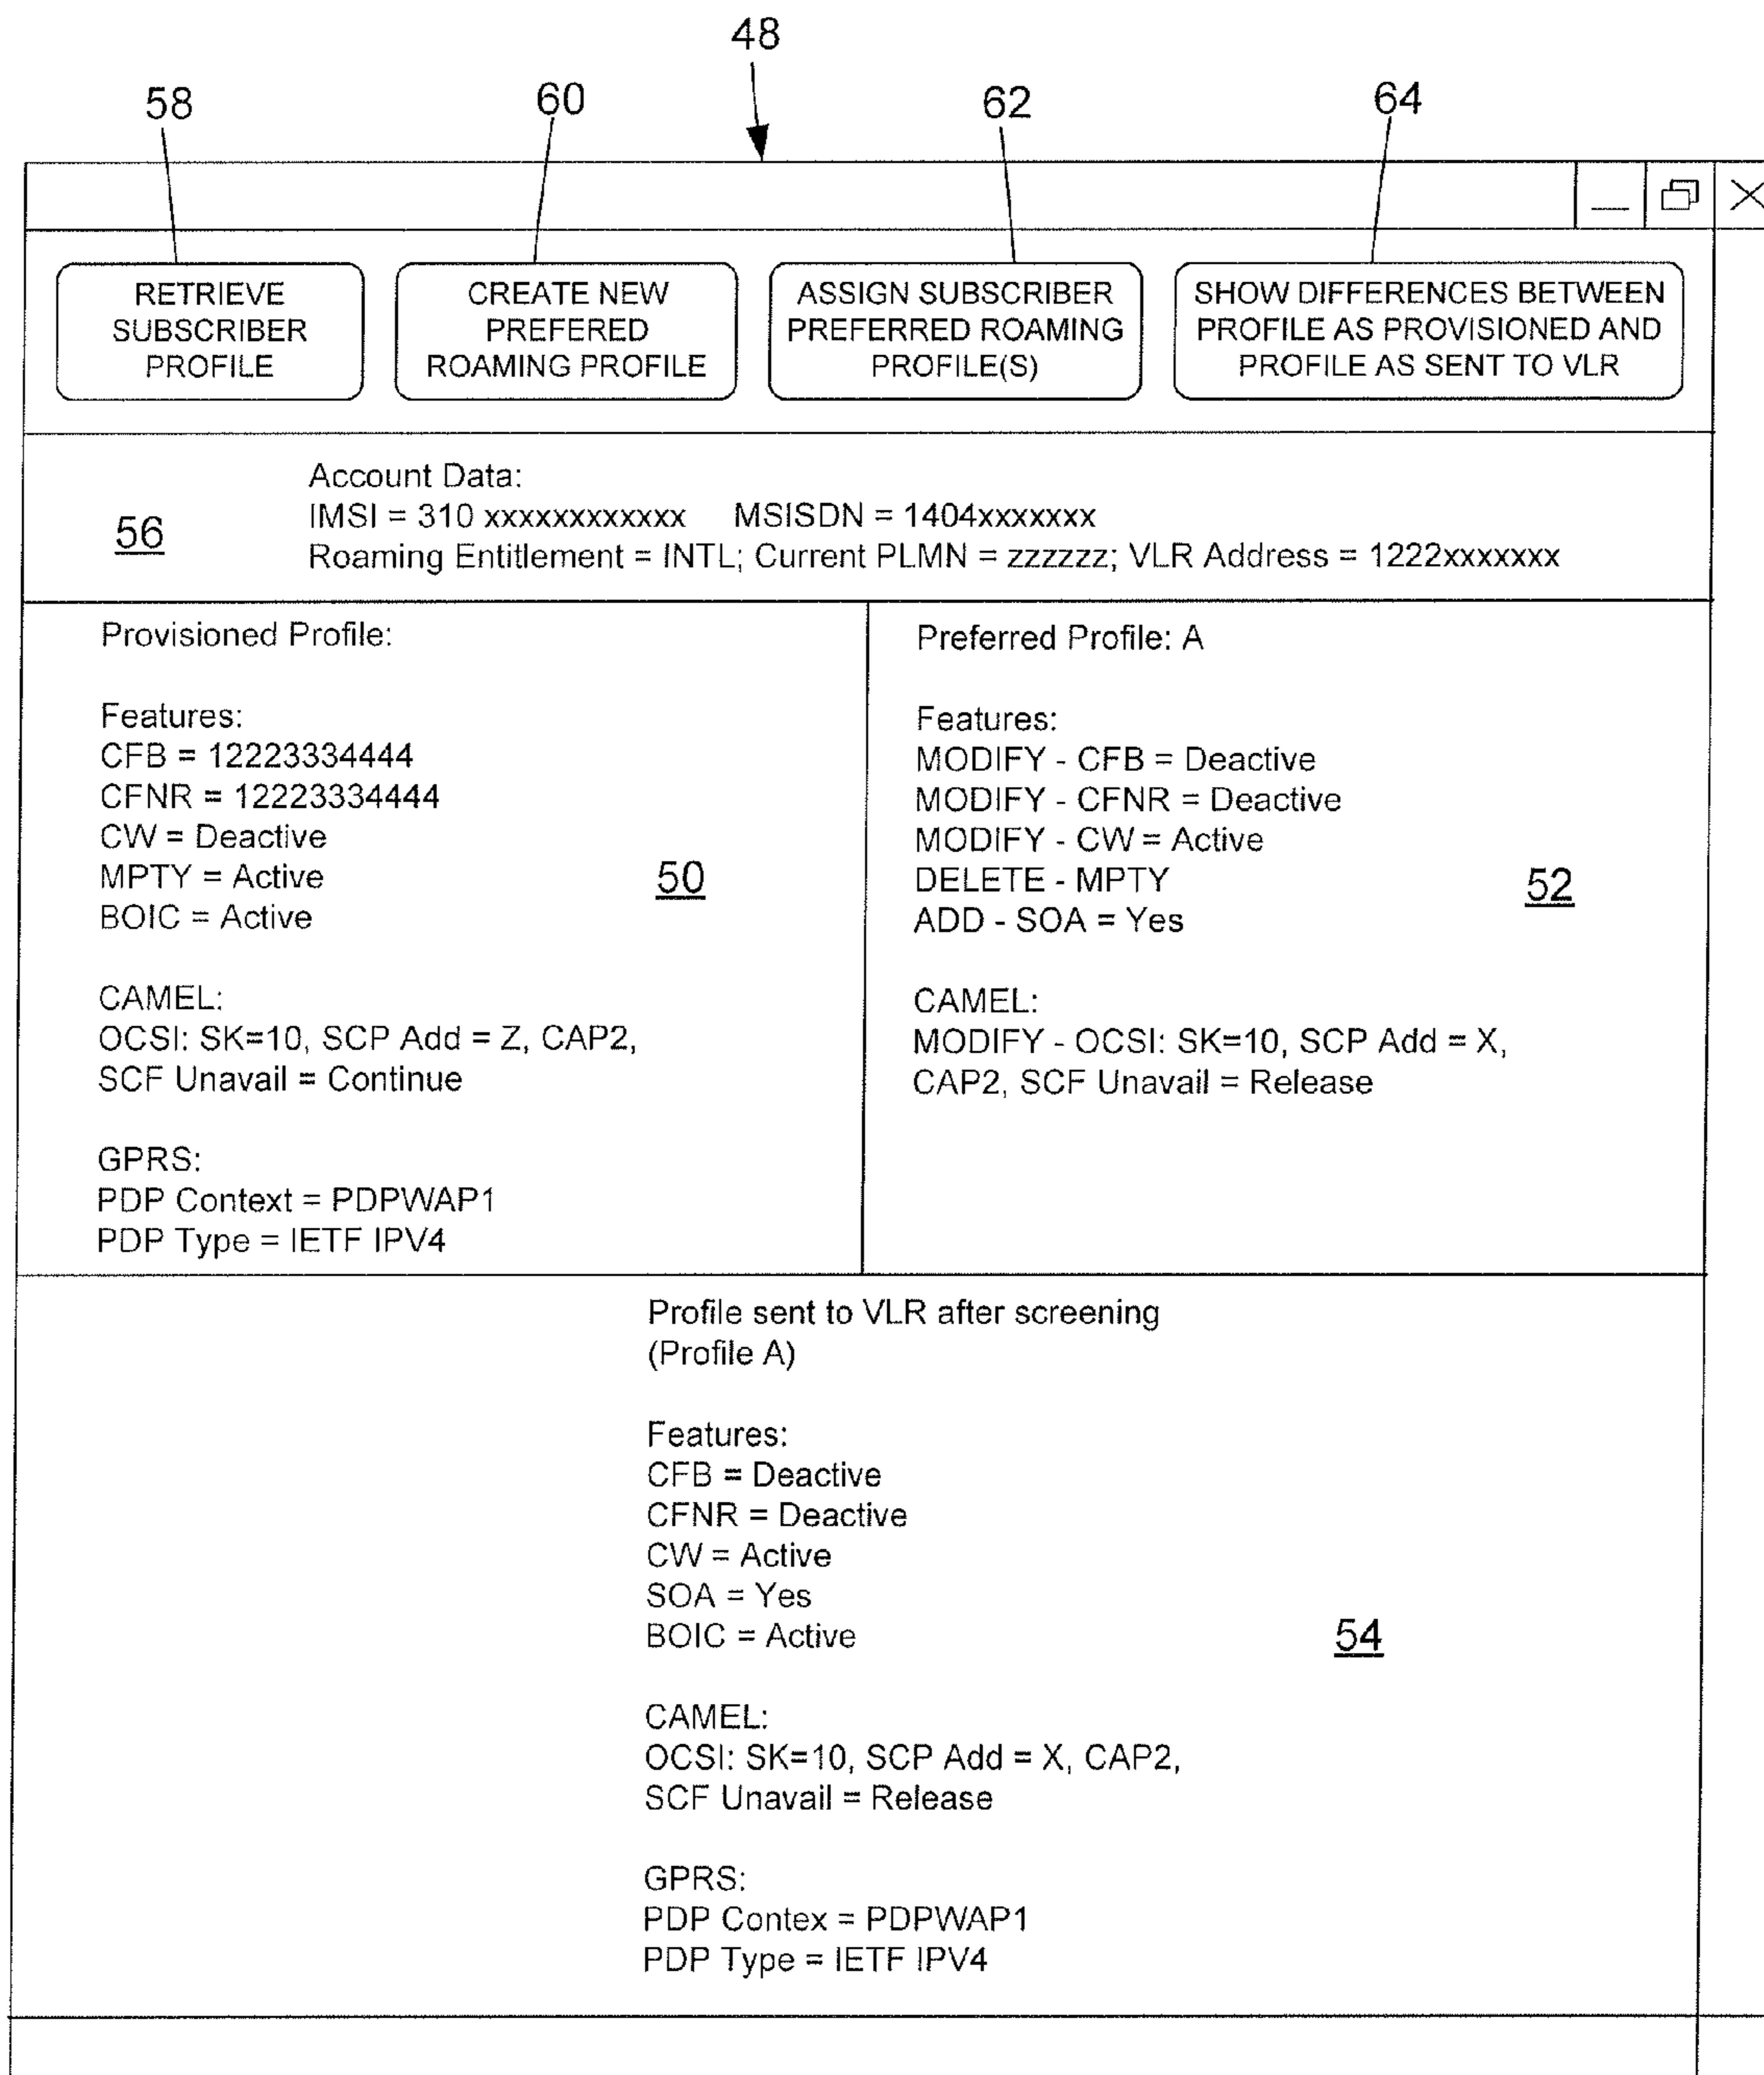 48
58
60
62
64
RETRIEVE
SUBSCRIBER
PROFILE
CREATE NEW
PREFERED
ROAMING PROFILE
ASSIGN SUBSCRIBER
PREFERRED ROAMING
PROFILE(S)
SHOW DIFFERENCES BETWEEN
PROFILE AS PROVISIONED AND
PROFILE AS SENT TO VLR
56
Account Data:
IMSI = 310 xxxxxxxxxxxx MSISDN = 1404xxxxxxx
Roaming Entitlement = INTL; Current PLMN = zzzzzz; VLR Address = 1222xxxxxxx
Provisioned Profile:
Features:
CFB = 12223334444
CFNR = 12223334444
CW = Deactive
MPTY = Active
BOIC = Active
50
CAMEL:
OCSI: SK=10, SCP Add = Z, CAP2,
SCF Unavail = Continue
GPRS:
PDP Context = PDPWAP1
PDP Type = IETF IPV4
Preferred Profile: A
Features:
MODIFY - CFB = Deactive
MODIFY - CFNR = Deactive
MODIFY - CW = Active
DELETE - MPTY
ADD - SOA = Yes
52
CAMEL:
MODIFY - OCSI: SK=10, SCP Add = X,
CAP2, SCF Unavail = Release
Profile sent to VLR after screening
(Profile A)
Features:
CFB = Deactive
CFNR = Deactive
CW = Active
SOA = Yes
BOIC = Active
54
CAMEL:
OCSI: SK=10, SCP Add = X, CAP2,
SCF Unavail = Release
GPRS:
PDP Contex = PDPWAP1
PDP Type = IETF IPV4